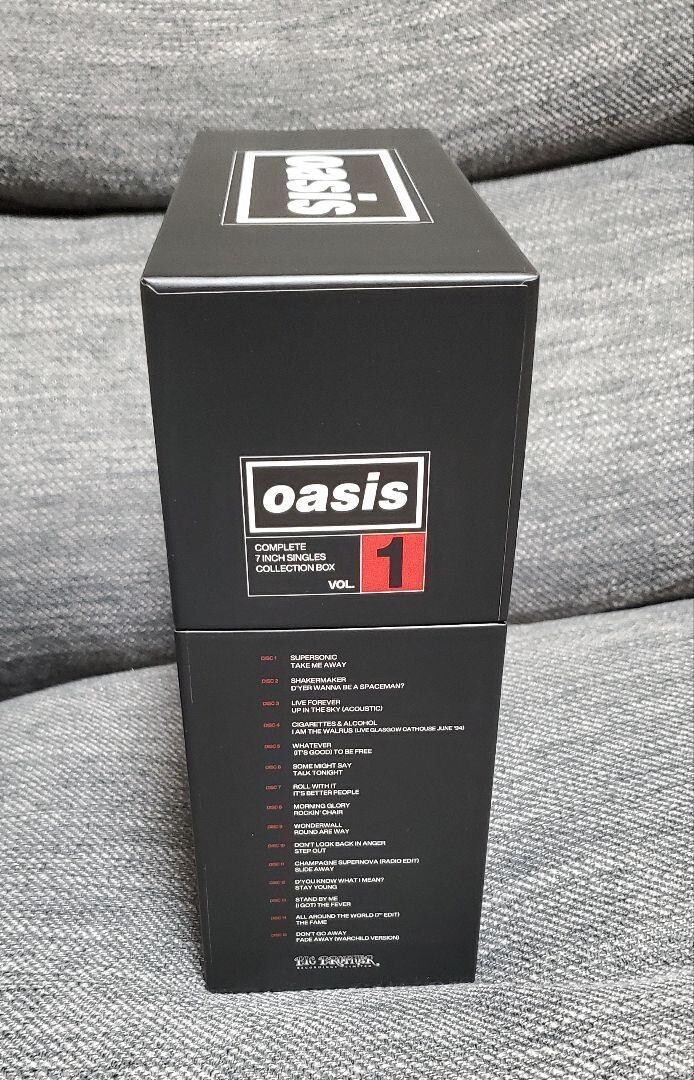 oasis
oasis
COMPLETE
7 INCH SINGLES
COLLECTION BOX
VOL. 1
DISC 1 SUPERSONIC
TAKE ME AWAY
DISC 2 SHAKERMAKER
D'YER WANNA BE A SPACEMAN?
DISC 3 LIVE FOREVER
UP IN THE SKY (ACOUSTIC)
DISC 4 CIGARETTES & ALCOHOL
I AM THE WALRUS (LIVE GLASGOW CATHOUSE JUNE '94)
DISC 5 WHATEVER
(IT'S GOOD) TO BE FREE
DISC 6 SOME MIGHT SAY
TALK TONIGHT
DISC 7 ROLL WITH IT
IT'S BETTER PEOPLE
DISC 8 MORNING GLORY
ROCKIN' CHAIR
DISC 9 WONDERWALL
ROUND ARE WAY
DISC 10 DON'T LOOK BACK IN ANGER
STEP OUT
DISC 11 CHAMPAGNE SUPERNOVA (RADIO EDIT)
SLIDE AWAY
DISC 12 D'YOU KNOW WHAT I MEAN?
STAY YOUNG
DISC 13 STAND BY ME
(I GOT) THE FEVER
DISC 14 ALL AROUND THE WORLD (7" EDIT)
THE FAME
DISC 15 DON'T GO AWAY
FADE AWAY (WARCHILD VERSION)
BIG BROTHER
RECORDINGS LIMITED